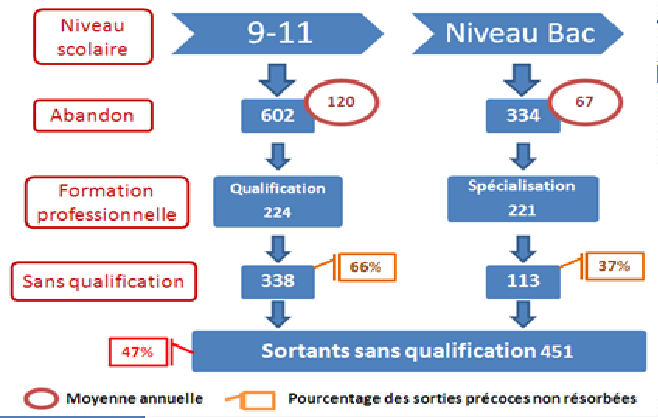 Niveau scolaire
9-11
Niveau Bac
Abandon
602
120
334
67
Formation professionnelle
Qualification
224
Spécialisation
221
Sans qualification
338
66%
113
37%
47%
Sortants sans qualification 451
Moyenne annuelle
Pourcentage des sorties précoces non résorbées